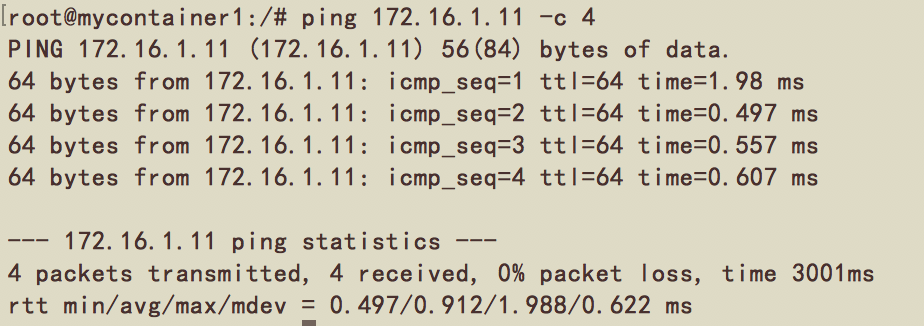 [root@mycontainer1:/# ping 172.16.1.11 -c 4
PING 172.16.1.11 (172.16.1.11) 56(84) bytes of data.
64 bytes from 172.16.1.11: icmp_seq=1 ttl=64 time=1.98 ms
64 bytes from 172.16.1.11: icmp_seq=2 ttl=64 time=0.497 ms
64 bytes from 172.16.1.11: icmp_seq=3 ttl=64 time=0.557 ms
64 bytes from 172.16.1.11: icmp_seq=4 ttl=64 time=0.607 ms
--- 172.16.1.11 ping statistics ---
4 packets transmitted, 4 received, 0% packet loss, time 3001ms
rtt min/avg/max/mdev = 0.497/0.912/1.988/0.622 ms